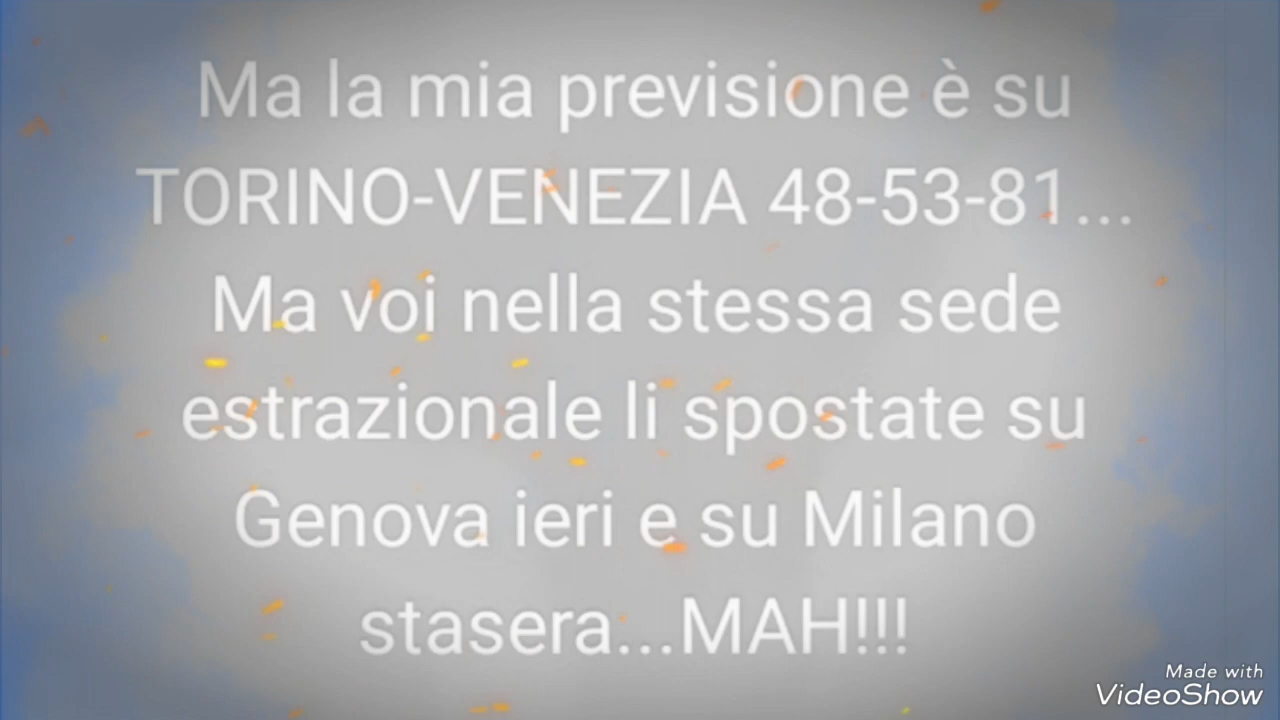 Ma la mia previsione è su
TORINO-VENEZIA 48-53-81...
Ma voi nella stessa sede
estrazionale li spostate su
Genova ieri e su Milano
stasera...MAH!!!
Made with
VideoShow